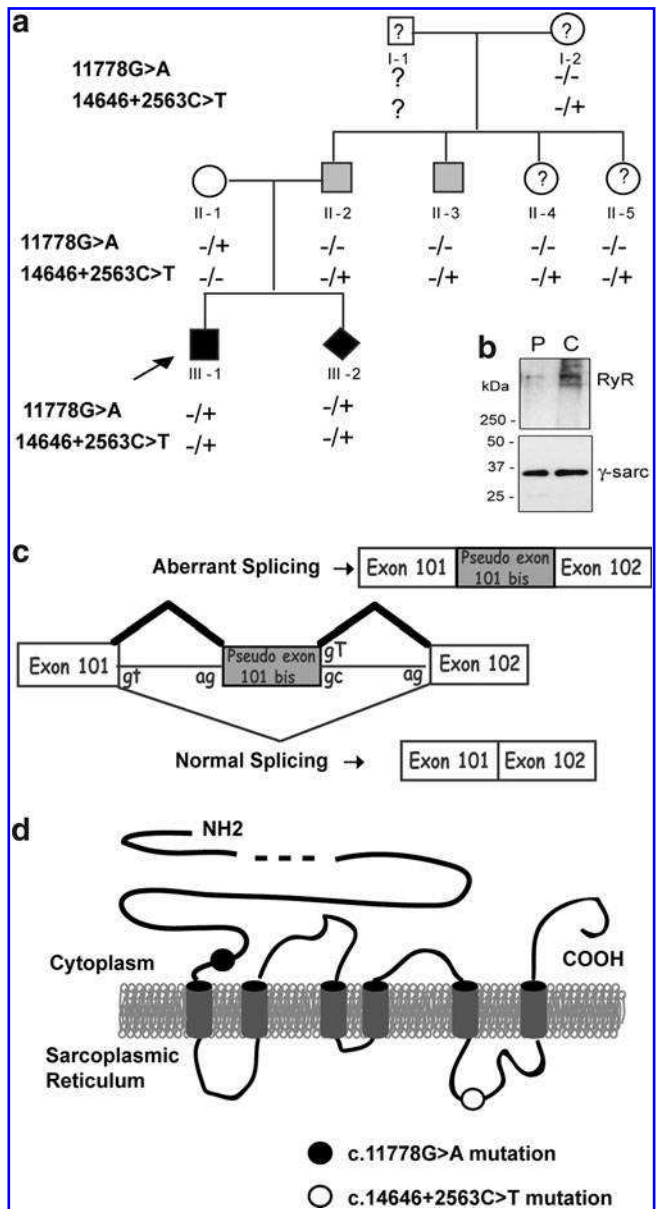 a
? ?
I-1 I-2
11778G>A ? -/-
14646+2563C>T ? -/+
? ?
II-1 II-2 II-3 II-4 II-5
11778G>A -/+ -/- -/- -/- -/-
14646+2563C>T -/- -/+ -/+ -/+ -/+
III-1 III-2
11778G>A -/+ -/+
14646+2563C>T -/+ -/+
b
P C
kDa
RyR
250 -
50 -
37 -
25 -
γ-sarc
c
Aberrant Splicing → Exon 101 Pseudo exon 101 bis Exon 102
Exon 101 gt ag Pseudo exon 101 bis gT gc ag Exon 102
Normal Splicing → Exon 101 Exon 102
d
NH2
Cytoplasm
COOH
Sarcoplasmic
Reticulum
c.11778G>A mutation
c.14646+2563C>T mutation